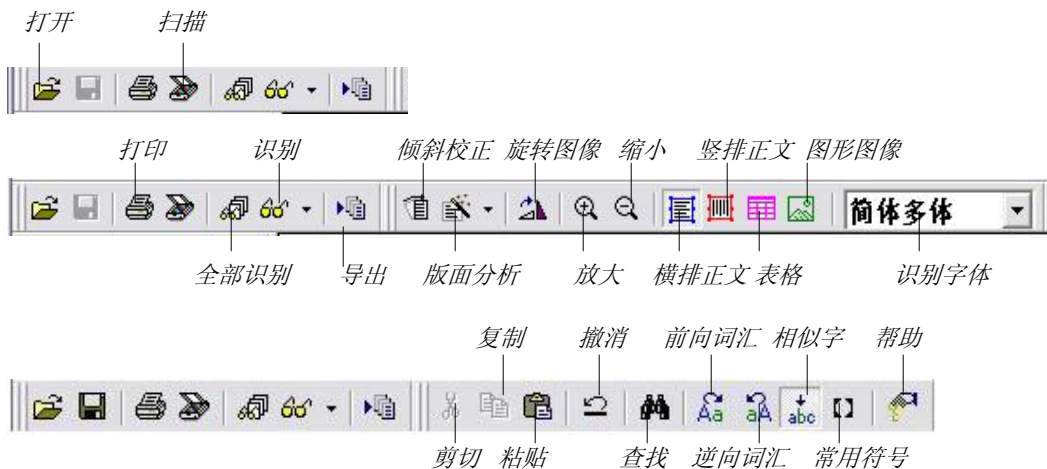 打开 扫描
打印 识别 倾斜校正 旋转图像 缩小 竖排正文 图形图像
简体多体
全部识别 导出 版面分析 放大 横排正文 表格 识别字体
复制 撤消 前向词汇 相似字 帮助
Aa aA abc
剪切 粘贴 查找 逆向词汇 常用符号